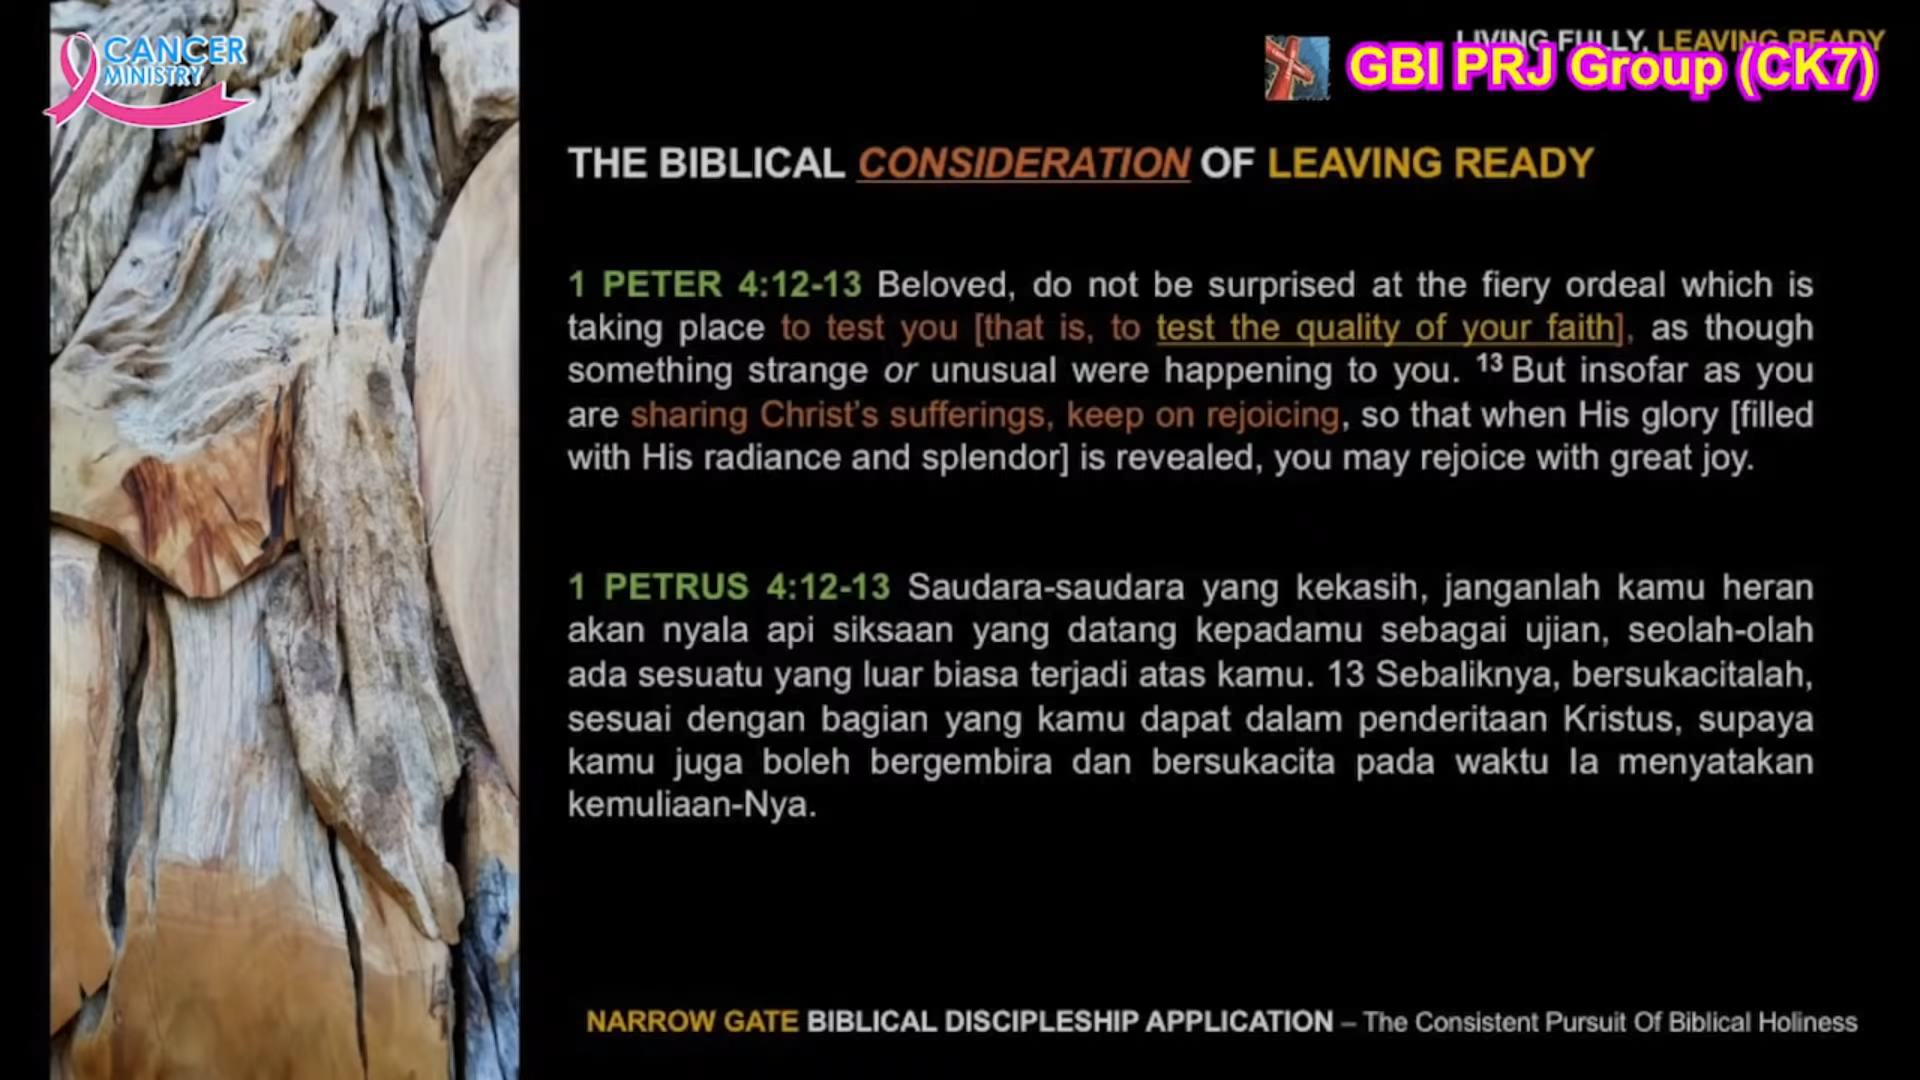 CANCER
MINISTRY
LIVING FULLY, LEAVING READY
GBI PRJ Group (CK7)
THE BIBLICAL CONSIDERATION OF LEAVING READY
1 PETER 4:12-13 Beloved, do not be surprised at the fiery ordeal which is
taking place to test you [that is, to test the quality of your faith], as though
something strange or unusual were happening to you. 13 But insofar as you
are sharing Christ’s sufferings, keep on rejoicing, so that when His glory [filled
with His radiance and splendor] is revealed, you may rejoice with great joy.
1 PETRUS 4:12-13 Saudara-saudara yang kekasih, janganlah kamu heran
akan nyala api siksaan yang datang kepadamu sebagai ujian, seolah-olah
ada sesuatu yang luar biasa terjadi atas kamu. 13 Sebaliknya, bersukacitalah,
sesuai dengan bagian yang kamu dapat dalam penderitaan Kristus, supaya
kamu juga boleh bergembira dan bersukacita pada waktu Ia menyatakan
kemuliaan-Nya.
NARROW GATE BIBLICAL DISCIPLESHIP APPLICATION – The Consistent Pursuit Of Biblical Holiness